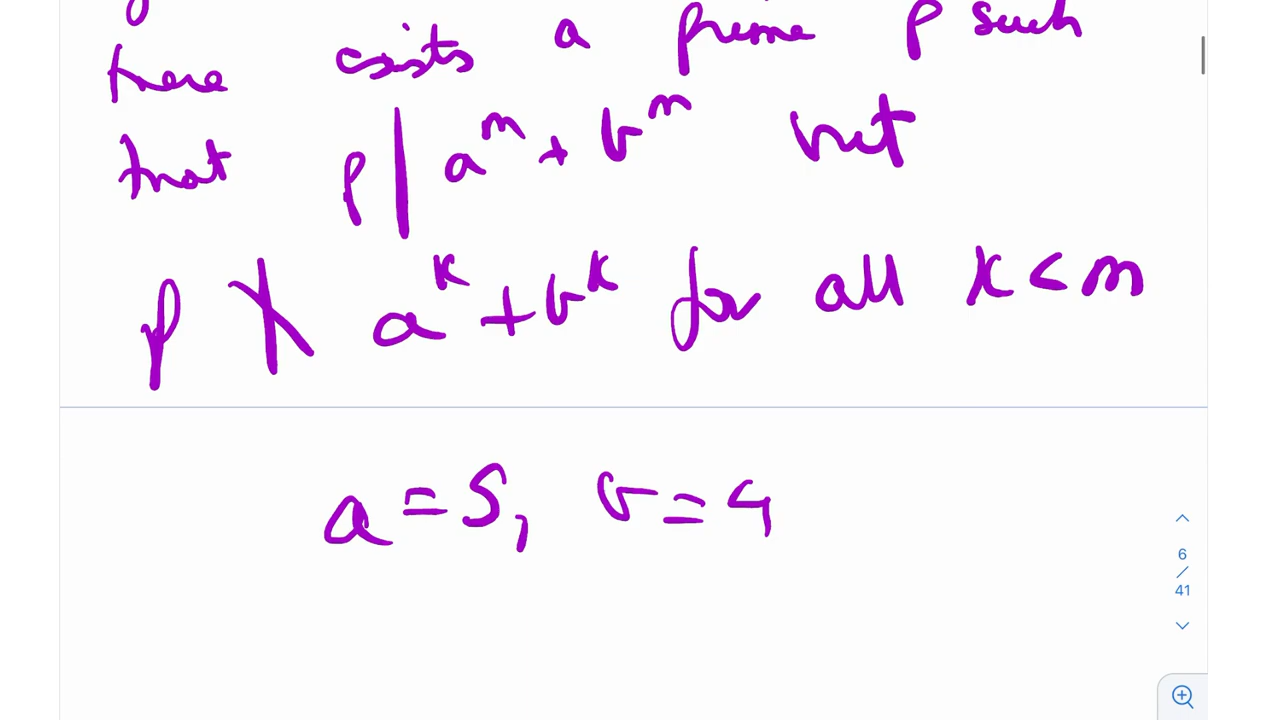 there exists a prime p such
that p | a^m + b^m but
p ∤ a^k + b^k for all k < m
a = 5, b = 4
6
/
41